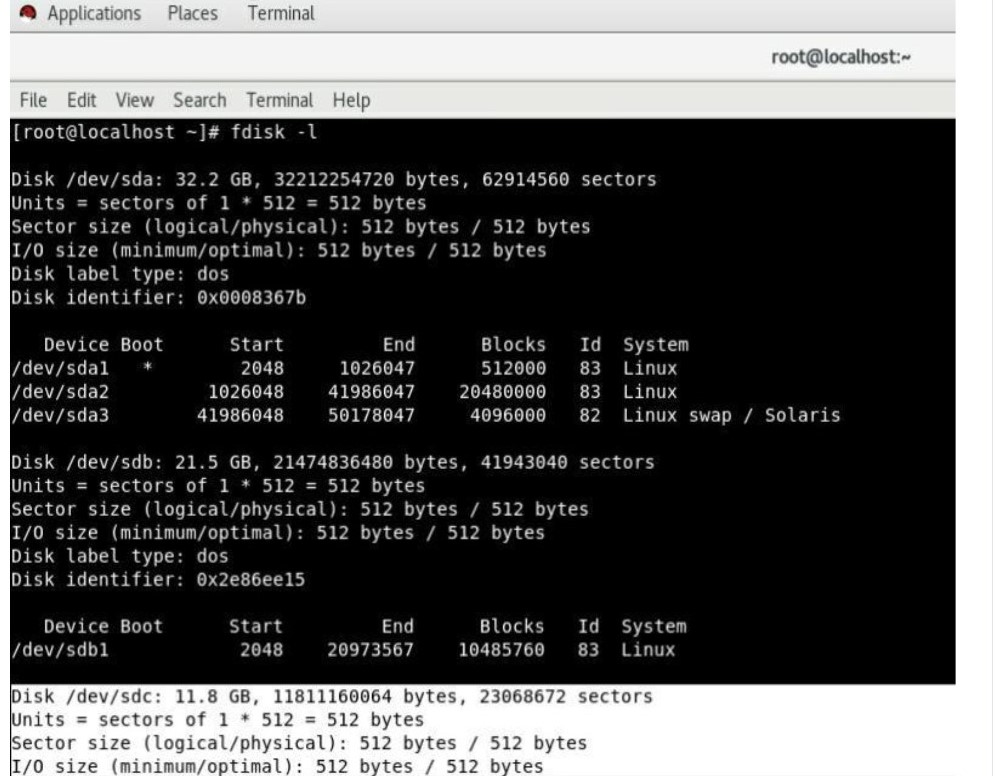 Applications Places Terminal
root@localhost:~
File Edit View Search Terminal Help
[root@localhost ~]# fdisk -l
Disk /dev/sda: 32.2 GB, 32212254720 bytes, 62914560 sectors
Units = sectors of 1 * 512 = 512 bytes
Sector size (logical/physical): 512 bytes / 512 bytes
I/O size (minimum/optimal): 512 bytes / 512 bytes
Disk label type: dos
Disk identifier: 0x0008367b
Device Boot Start End Blocks Id System
/dev/sda1 * 2048 1026047 512000 83 Linux
/dev/sda2 1026048 41986047 20480000 83 Linux
/dev/sda3 41986048 50178047 4096000 82 Linux swap / Solaris
Disk /dev/sdb: 21.5 GB, 21474836480 bytes, 41943040 sectors
Units = sectors of 1 * 512 = 512 bytes
Sector size (logical/physical): 512 bytes / 512 bytes
I/O size (minimum/optimal): 512 bytes / 512 bytes
Disk label type: dos
Disk identifier: 0x2e86ee15
Device Boot Start End Blocks Id System
/dev/sdb1 2048 20973567 10485760 83 Linux
Disk /dev/sdc: 11.8 GB, 11811160064 bytes, 23068672 sectors
Units = sectors of 1 * 512 = 512 bytes
Sector size (logical/physical): 512 bytes / 512 bytes
I/O size (minimum/optimal): 512 bytes / 512 bytes